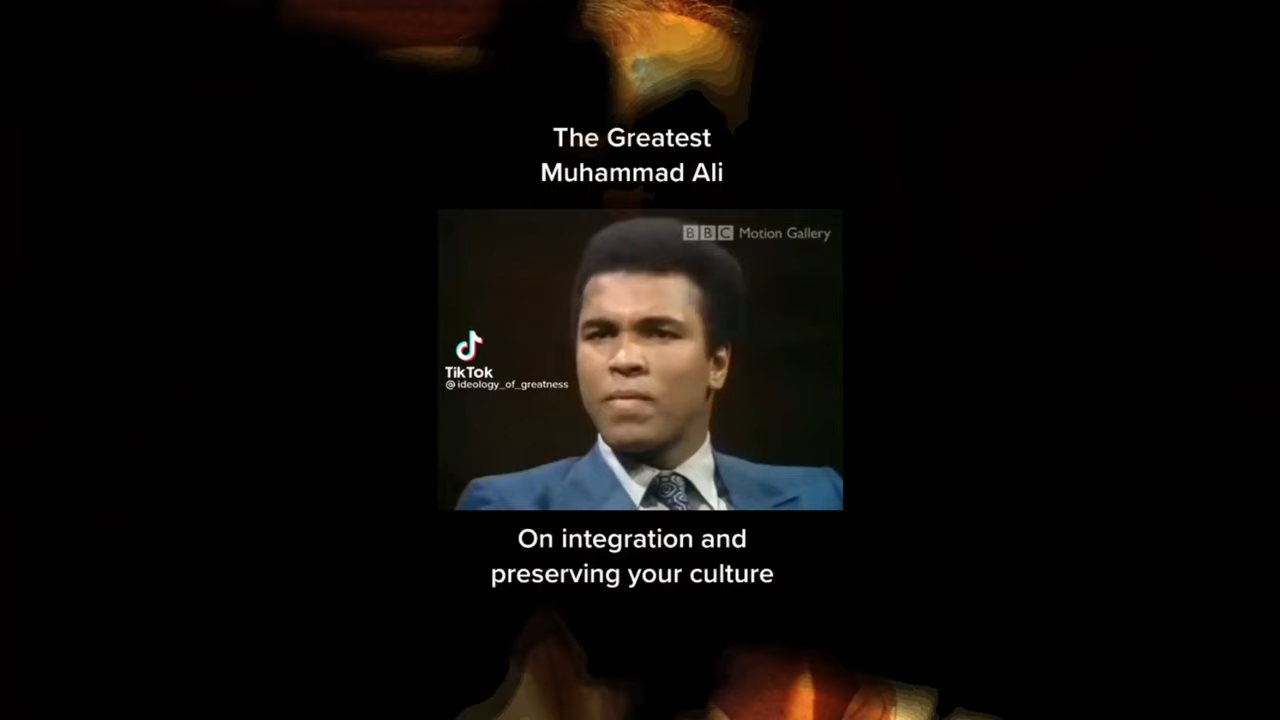 The Greatest
Muhammad Ali
BBC Motion Gallery
TikTok
@ideology_of_greatness
On integration and
preserving your culture